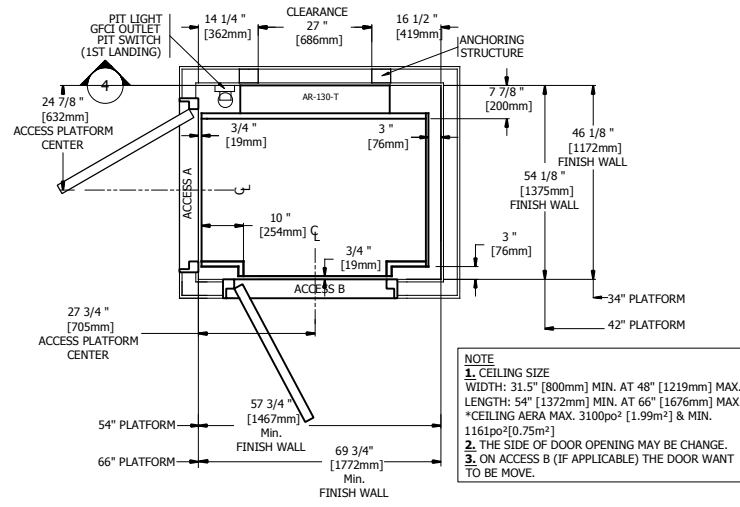 PIT LIGHT
GFCI OUTLET
PIT SWITCH
(1ST LANDING)
14 1/4 "
[362mm]
CLEARANCE
27 "
[686mm]
16 1/2 "
[419mm]
ANCHORING
STRUCTURE
4
24 7/8 "
[632mm]
ACCESS PLATFORM
CENTER
AR-130-T
7 7/8 "
[200mm]
3/4 "
[19mm]
3 "
[76mm]
46 1/8 "
[1172mm]
FINISH WALL
54 1/8 "
[1375mm]
FINISH WALL
ACCESS A
CL
10 "
[254mm]
CL
3/4 "
[19mm]
3 "
[76mm]
ACCESS B
27 3/4 "
[705mm]
ACCESS PLATFORM
CENTER
34" PLATFORM
42" PLATFORM
54" PLATFORM
57 3/4 "
[1467mm]
Min.
FINISH WALL
66" PLATFORM
69 3/4"
[1772mm]
Min.
FINISH WALL
NOTE
1. CEILING SIZE
WIDTH: 31.5" [800mm] MIN. AT 48" [1219mm] MAX.
LENGTH: 54" [1372mm] MIN. AT 66" [1676mm] MAX.
*CEILING AERA MAX. 3100po² [1.99m²] & MIN.
1161po²[0.75m²]
2. THE SIDE OF DOOR OPENING MAY BE CHANGE.
3. ON ACCESS B (IF APPLICABLE) THE DOOR WANT
TO BE MOVE.